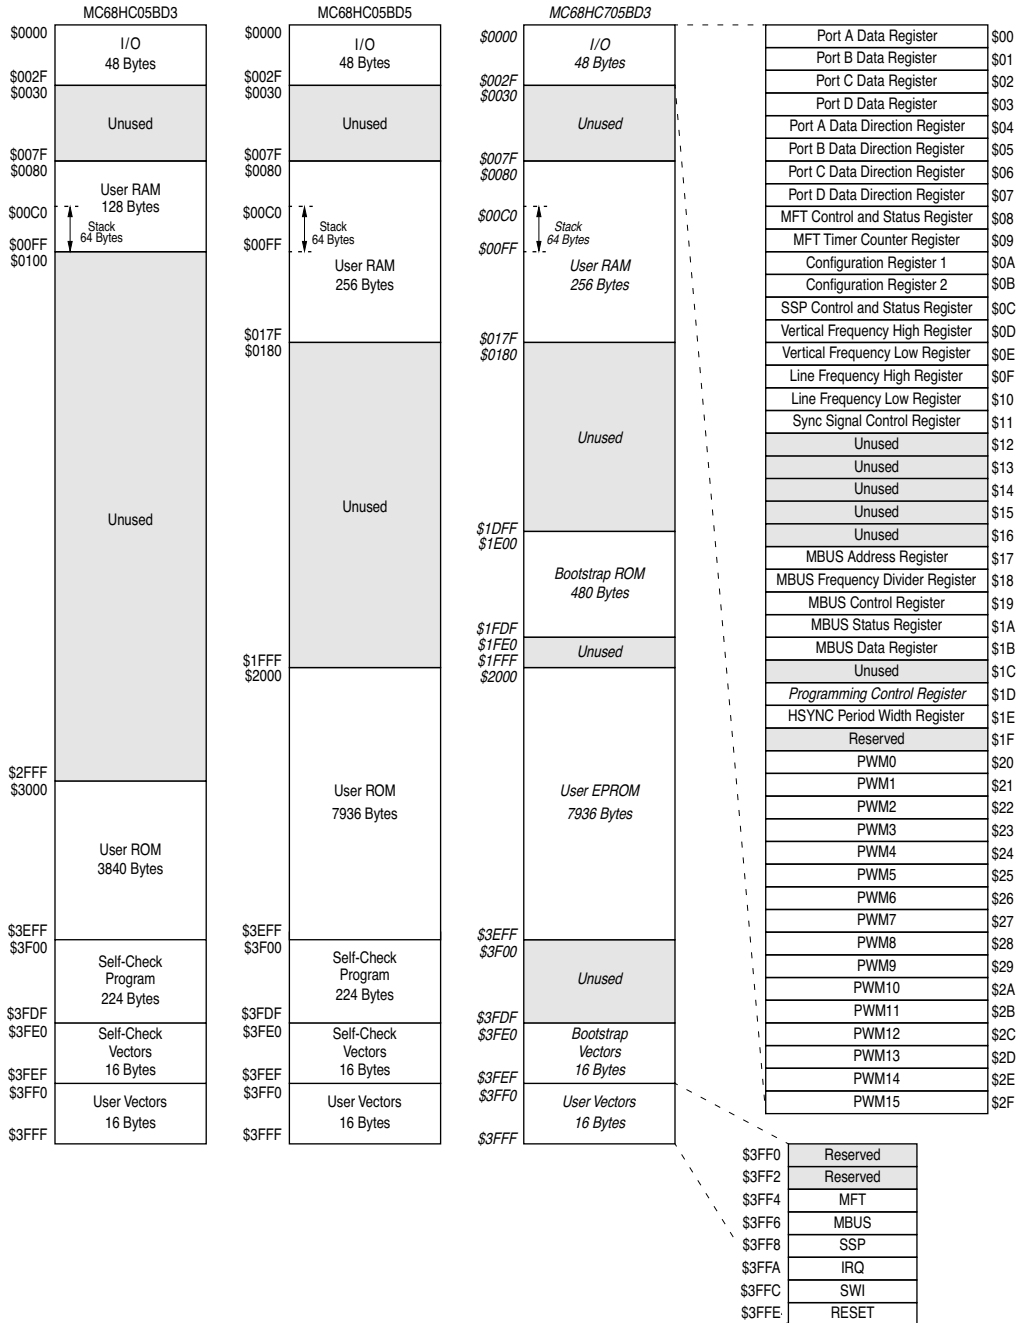 MC68HC05BD3
$0000
I/O
48 Bytes
$002F
$0030
Unused
$007F
$0080
User RAM
128 Bytes
$00C0
Stack
64 Bytes
$00FF
$0100
Unused
$2FFF
$3000
User ROM
3840 Bytes
$3EFF
$3F00
Self-Check
Program
224 Bytes
$3FDF
$3FE0
Self-Check
Vectors
16 Bytes
$3FEF
$3FF0
User Vectors
16 Bytes
$3FFF
MC68HC05BD5
$0000
I/O
48 Bytes
$002F
$0030
Unused
$007F
$0080
$00C0
Stack
64 Bytes
$00FF
User RAM
256 Bytes
$017F
$0180
Unused
$1FFF
$2000
User ROM
7936 Bytes
$3EFF
$3F00
Self-Check
Program
224 Bytes
$3FDF
$3FE0
Self-Check
Vectors
16 Bytes
$3FEF
$3FF0
User Vectors
16 Bytes
$3FFF
MC68HC705BD3
$0000
I/O
48 Bytes
$002F
$0030
Unused
$007F
$0080
$00C0
Stack
64 Bytes
$00FF
User RAM
256 Bytes
$017F
$0180
Unused
$1DFF
$1E00
Bootstrap ROM
480 Bytes
$1FDF
$1FE0
Unused
$1FFF
$2000
User EPROM
7936 Bytes
$3EFF
$3F00
Unused
$3FDF
$3FE0
Bootstrap
Vectors
16 Bytes
$3FEF
$3FF0
User Vectors
16 Bytes
$3FFF
Port A Data Register $00
Port B Data Register $01
Port C Data Register $02
Port D Data Register $03
Port A Data Direction Register $04
Port B Data Direction Register $05
Port C Data Direction Register $06
Port D Data Direction Register $07
MFT Control and Status Register $08
MFT Timer Counter Register $09
Configuration Register 1 $0A
Configuration Register 2 $0B
SSP Control and Status Register $0C
Vertical Frequency High Register $0D
Vertical Frequency Low Register $0E
Line Frequency High Register $0F
Line Frequency Low Register $10
Sync Signal Control Register $11
Unused $12
Unused $13
Unused $14
Unused $15
Unused $16
MBUS Address Register $17
MBUS Frequency Divider Register $18
MBUS Control Register $19
MBUS Status Register $1A
MBUS Data Register $1B
Unused $1C
Programming Control Register $1D
HSYNC Period Width Register $1E
Reserved $1F
PWM0 $20
PWM1 $21
PWM2 $22
PWM3 $23
PWM4 $24
PWM5 $25
PWM6 $26
PWM7 $27
PWM8 $28
PWM9 $29
PWM10 $2A
PWM11 $2B
PWM12 $2C
PWM13 $2D
PWM14 $2E
PWM15 $2F
$3FF0 Reserved
$3FF2 Reserved
$3FF4 MFT
$3FF6 MBUS
$3FF8 SSP
$3FFA IRQ
$3FFC SWI
$3FFE RESET